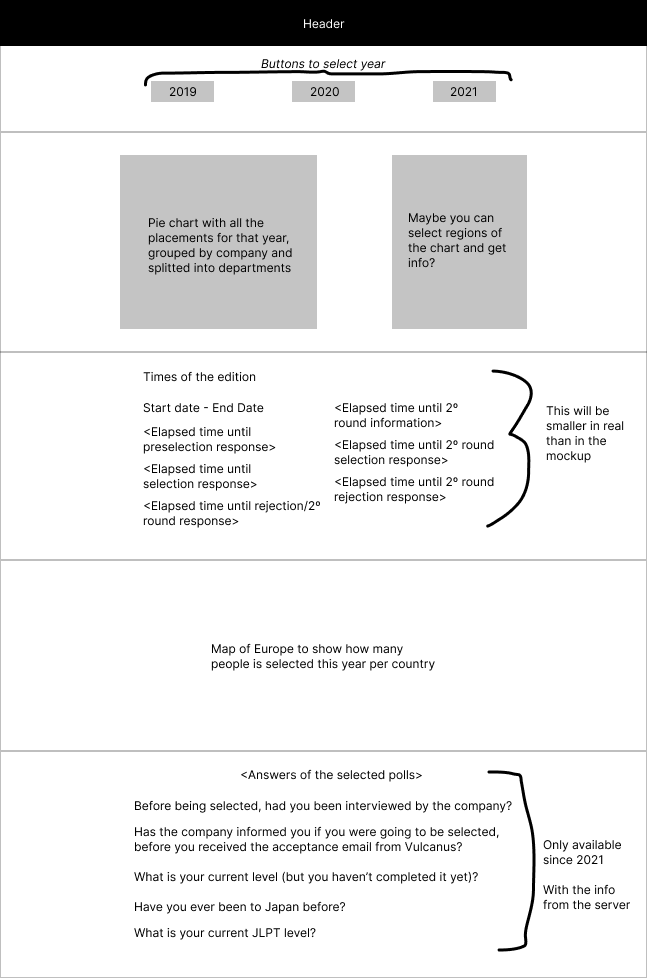 Header
Buttons to select year
2019
2020
2021
Pie chart with all the
placements for that year,
grouped by company and
splitted into departments
Maybe you can
select regions of
the chart and get
info?
Times of the edition
Start date - End Date
<Elapsed time until
preselection response>
<Elapsed time until
selection response>
<Elapsed time until rejection/2º
round response>
<Elapsed time until 2º
round information>
<Elapsed time until 2º round
selection response>
<Elapsed time until 2º round
rejection response>
This will be
smaller in real
than in the
mockup
Map of Europe to show how many
people is selected this year per country
<Answers of the selected polls>
Before being selected, had you been interviewed by the company?
Has the company informed you if you were going to be selected,
before you received the acceptance email from Vulcanus?
What is your current level (but you haven’t completed it yet)?
Have you ever been to Japan before?
What is your current JLPT level?
Only available
since 2021
With the info
from the server